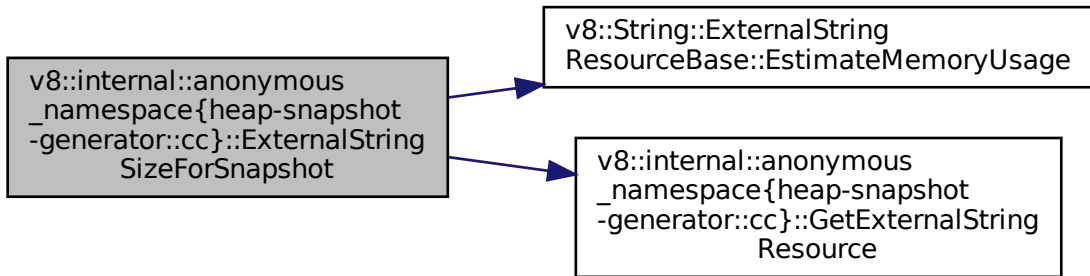 v8::internal::anonymous
_namespace{heap-snapshot
-generator::cc}::ExternalString
SizeForSnapshot
v8::String::ExternalString
ResourceBase::EstimateMemoryUsage
v8::internal::anonymous
_namespace{heap-snapshot
-generator::cc}::GetExternalString
Resource